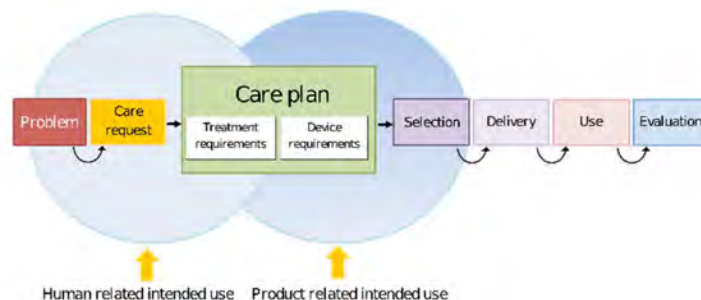 Care plan
Problem
Care
request
Treatment
requirements
Device
requirements
Selection
Delivery
Use
Evaluation
Human related intended use
Product related intended use